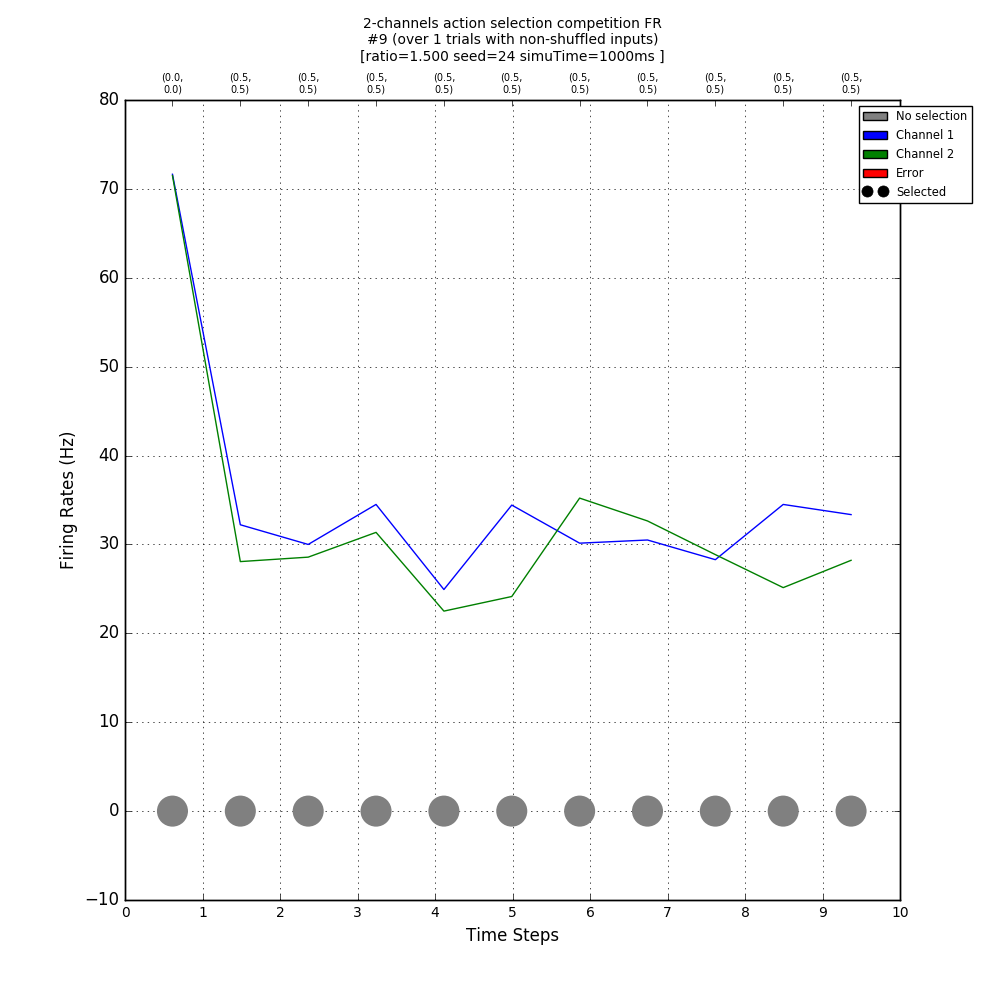 2-channels action selection competition FR
#9 (over 1 trials with non-shuffled inputs)
[ratio=1.500 seed=24 simuTime=1000ms ]
(0.0, (0.5, (0.5, (0.5, (0.5, (0.5, (0.5, (0.5, (0.5, (0.5, (0.5,
0.0) 0.5) 0.5) 0.5) 0.5) 0.5) 0.5) 0.5) 0.5) 0.5) 0.5)
No selection
Channel 1
Channel 2
Error
Selected
80
70
60
50
40
30
20
10
0
−10
Firing Rates (Hz)
0 1 2 3 4 5 6 7 8 9 10
Time Steps